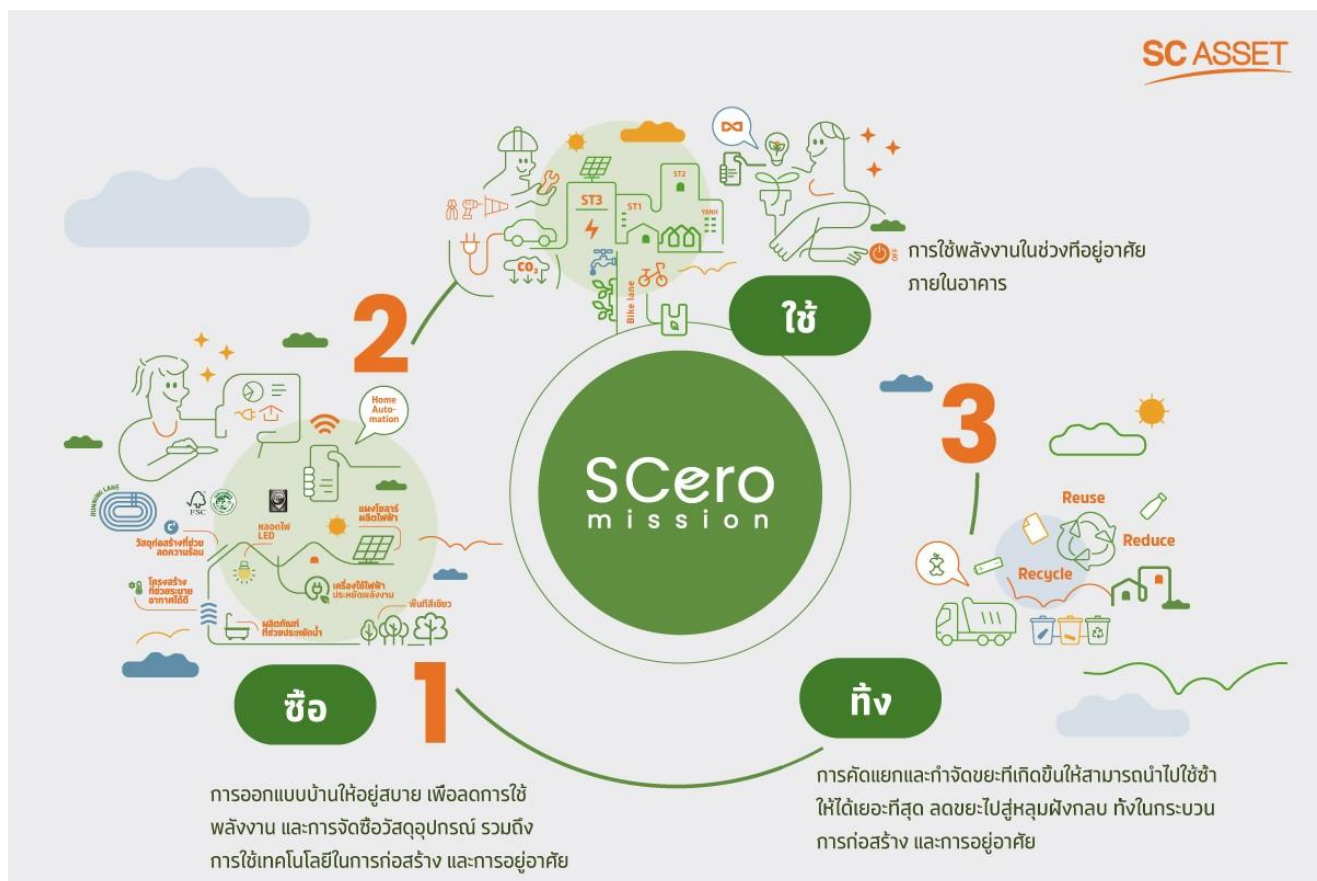 SC ASSET
ST3
ST1
ST2
YANH
CO2
Bike lane
OFF
การใช้พลังงานในช่วงที่อยู่อาศัย
ภายในอาคาร
ใช้
2
Home
Auto-
mation
RUNNING LANE
FSC
วัสดุก่อสร้างที่ช่วย
ลดความร้อน
หลอดไฟ
LED
แผงโซลาร์
ผลิตไฟฟ้า
โครงสร้าง
ที่ช่วยระบาย
อากาศได้ดี
เครื่องใช้ไฟฟ้า
ประหยัดพลังงาน
ผลิตภัณฑ์
ที่ช่วยประหยัดน้ำ
พื้นที่สีเขียว
SCero
mission
3
Reuse
Reduce
Recycle
ซื้อ
1
การออกแบบบ้านให้อยู่สบาย เพื่อลดการใช้
พลังงาน และการจัดซื้อวัสดุอุปกรณ์ รวมถึง
การใช้เทคโนโลยีในการก่อสร้าง และการอยู่อาศัย
ทิ้ง
การคัดแยกและกำจัดขยะที่เกิดขึ้นให้สามารถนำไปใช้ซ้ำ
ให้ได้เยอะที่สุด ลดขยะไปสู่หลุมฝังกลบ ทั้งในกระบวน
การก่อสร้าง และการอยู่อาศัย